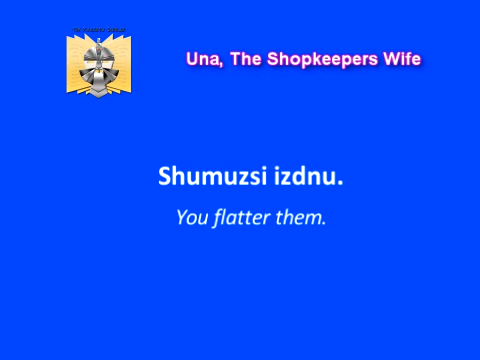 Una, The Shopkeepers Wife
Shumuzsi izdnu.
You flatter them.